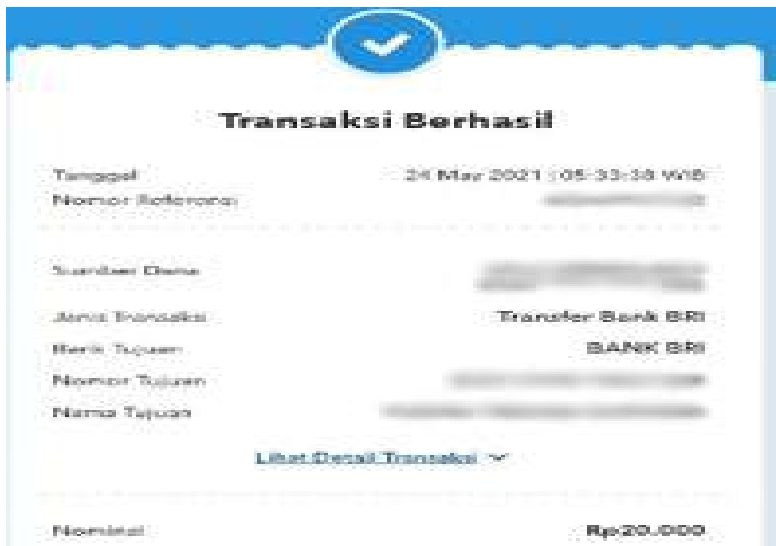 Transaksi Berhasil
Tanggal 24 May 2021 | 05:33:38 WIB
Nomor Referensi
Sumber Dana
Jenis Transaksi Transfer Bank BRI
Bank Tujuan BANK BRI
Nomor Tujuan
Nama Tujuan
Lihat Detail Transaksi
Nominal Rp20.000